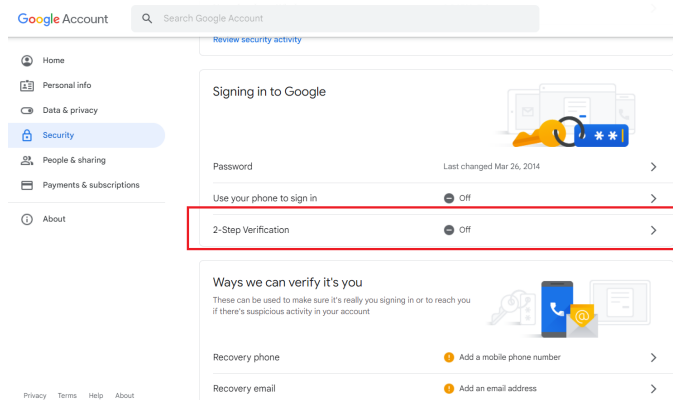 Google Account
Search Google Account
Review security activity
Home
Personal info
Data & privacy
Security
People & sharing
Payments & subscriptions
About
Signing in to Google
**
Password Last changed Mar 26, 2014
Use your phone to sign in Off
2-Step Verification Off
Ways we can verify it's you
These can be used to make sure it's really you signing in or to reach you
if there's suspicious activity in your account
@
Recovery phone ! Add a mobile phone number
Recovery email ! Add an email address
Privacy Terms Help About